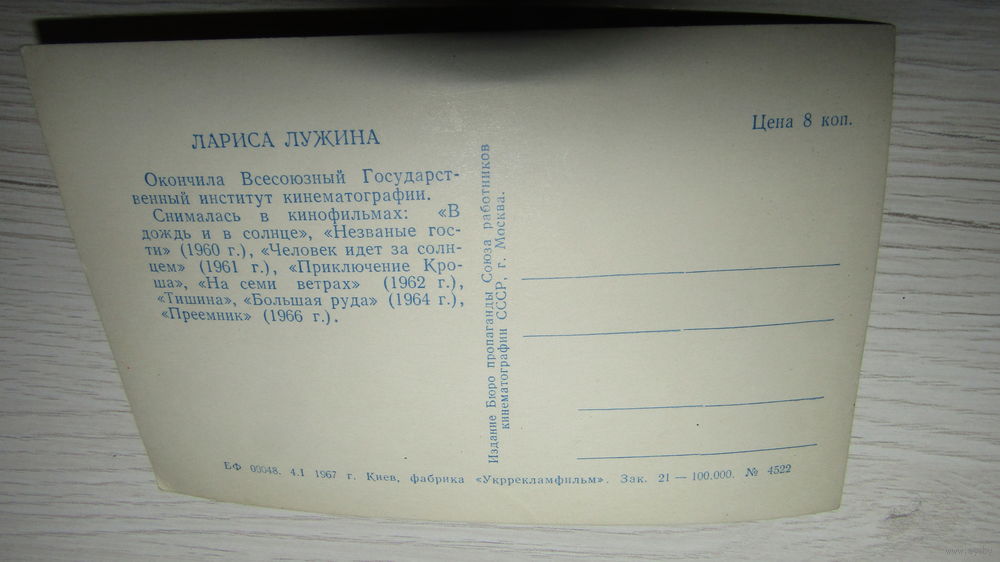 ЛАРИСА ЛУЖИНА
Окончила Всесоюзный Государст-
венный институт кинематографии.
Снималась в кинофильмах: «В
дождь и в солнце», «Незваные гос-
ти» (1960 г.), «Человек идет за солн-
цем» (1961 г.), «Приключение Кро-
ша», «На семи ветрах» (1962 г.),
«Тишина», «Большая руда» (1964 г.),
«Преемник» (1966 г.).
Издание Бюро пропаганды Союза работников
кинематографии СССР, г. Москва.
Цена 8 коп.
БФ 00048. 4.I 1967 г. Киев, фабрика «Укррекламфильм». Зак. 21 — 100.000. № 4522